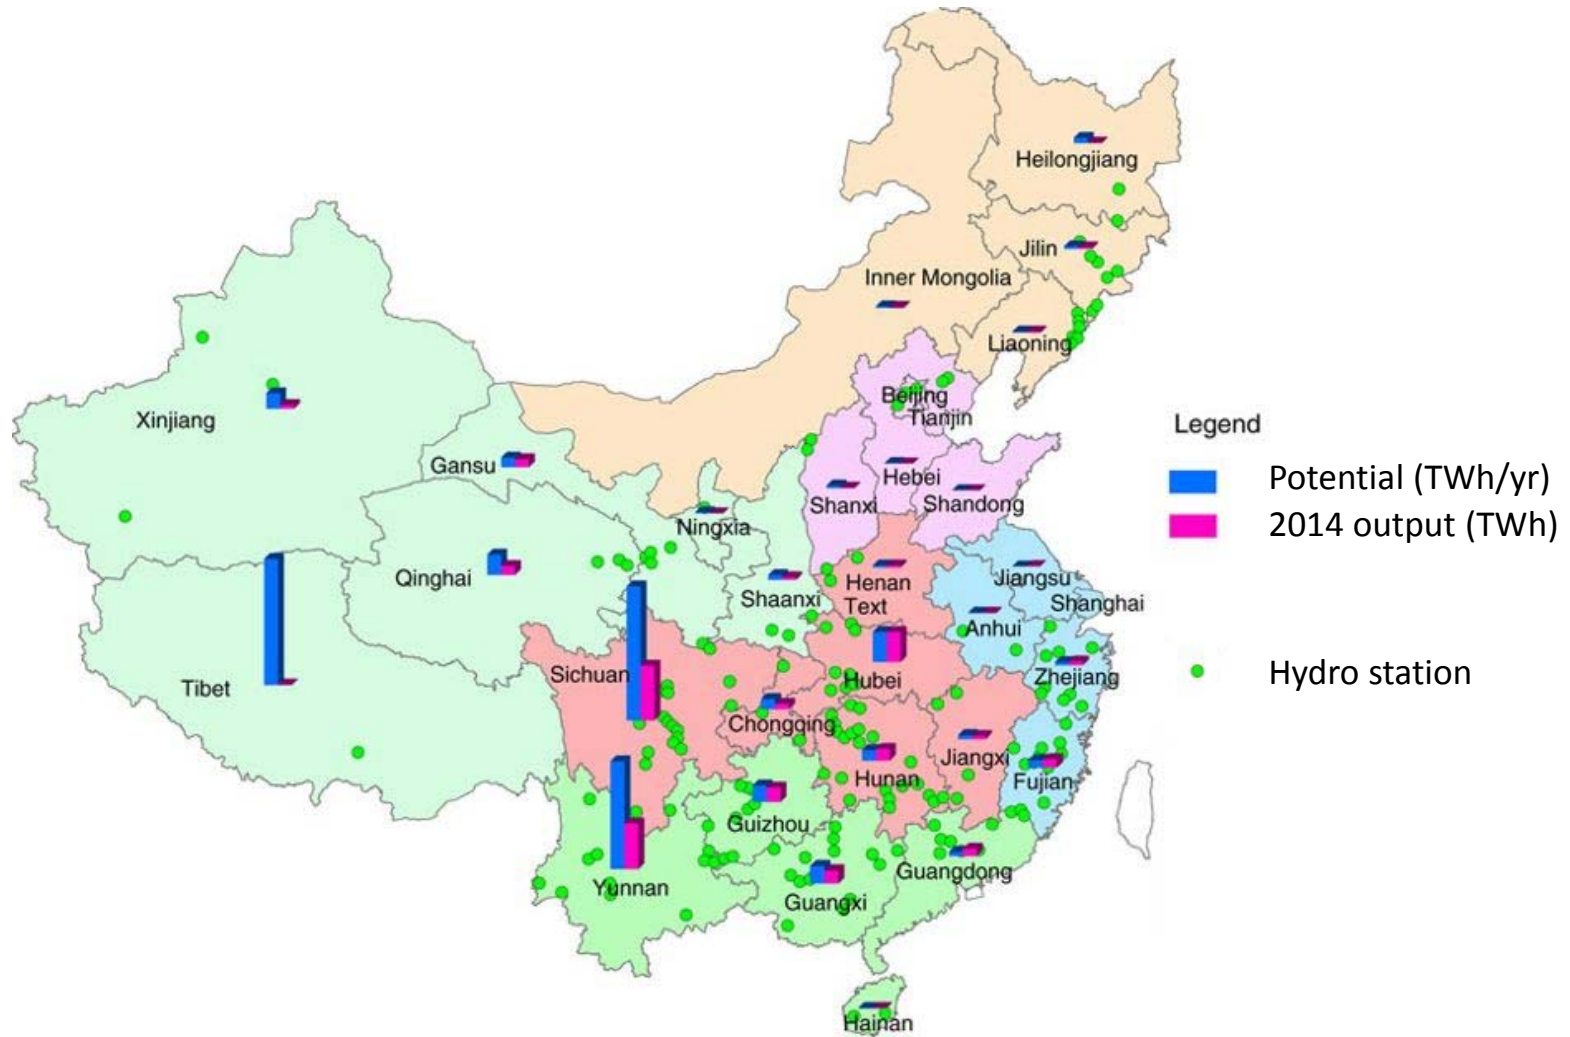 Heilongjiang
Jilin
Inner Mongolia
Liaoning
Beijing
Tianjin
Xinjiang
Gansu
Hebei
Shanxi
Shandong
Ningxia
Qinghai
Shaanxi
Henan
Text
Jiangsu
Shanghai
Anhui
Tibet
Sichuan
Hubei
Zhejiang
Chongqing
Jiangxi
Hunan
Fujian
Guizhou
Guangdong
Yunnan
Guangxi
Hainan
Legend
Potential (TWh/yr)
2014 output (TWh)
Hydro station